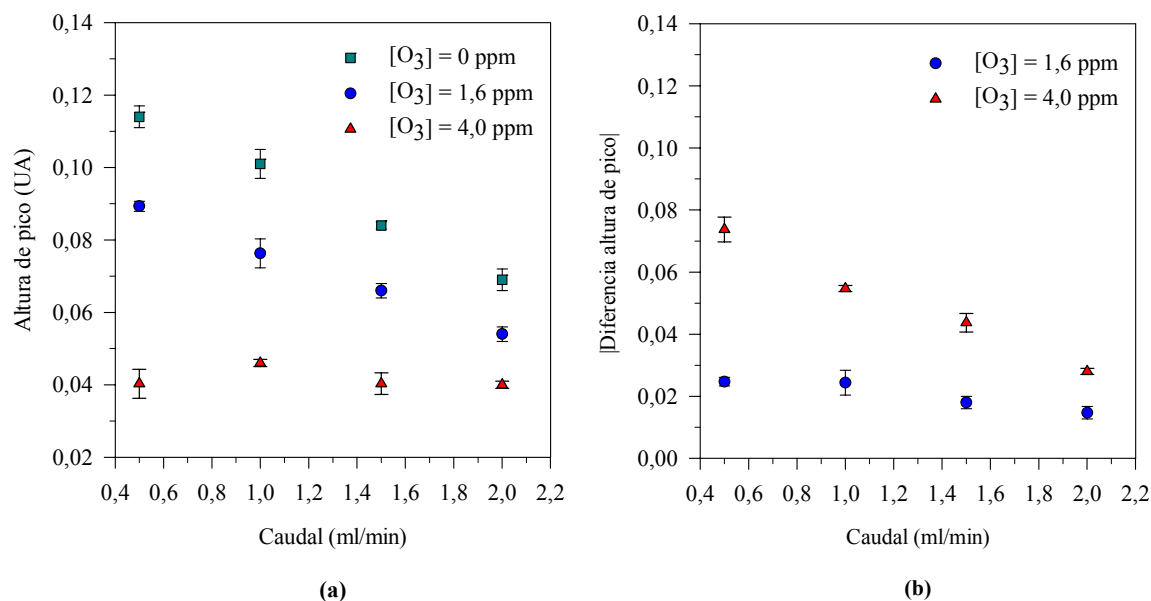 0,14
0,12
0,10
0,08
0,06
0,04
0,02
Altura de pico (UA)
[O3] = 0 ppm
[O3] = 1,6 ppm
[O3] = 4,0 ppm
0,4 0,6 0,8 1,0 1,2 1,4 1,6 1,8 2,0 2,2
Caudal (ml/min)
(a)
0,14
0,12
0,10
0,08
0,06
0,04
0,02
0,00
|Diferencia altura de pico|
[O3] = 1,6 ppm
[O3] = 4,0 ppm
0,4 0,6 0,8 1,0 1,2 1,4 1,6 1,8 2,0 2,2
Caudal (ml/min)
(b)